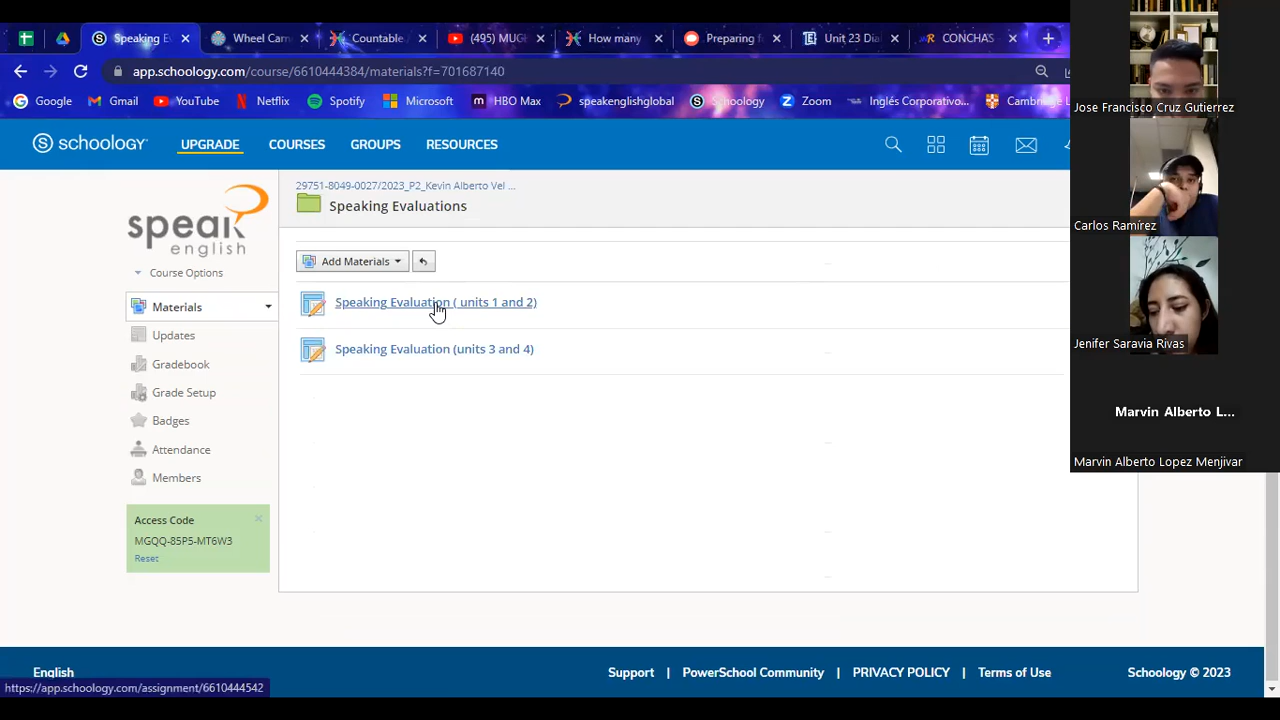 Speaking E
Wheel Carn
Countable
(495) MUG
How many
Preparing f
Unit 23 Dia
CONCHA'S
app.schoology.com/course/6610444384/materials?f=701687140
Google
Gmail
YouTube
Netflix
Spotify
Microsoft
HBO Max
speakenglishglobal
Schoology
Zoom
Inglés Corporativo...
Cambridge L
schoology
UPGRADE
COURSES
GROUPS
RESOURCES
29751-8049-0027/2023_P2_Kevin Alberto Vel ...
Speaking Evaluations
speak
english
Course Options
Materials
Updates
Gradebook
Grade Setup
Badges
Attendance
Members
Access Code
MGQQ-85P5-MT6W3
Reset
Add Materials
Speaking Evaluation ( units 1 and 2)
Speaking Evaluation (units 3 and 4)
Jose Francisco Cruz Gutierrez
Carlos Ramírez
Jenifer Saravia Rivas
Marvin Alberto L...
Marvin Alberto Lopez Menjivar
English
Support | PowerSchool Community | PRIVACY POLICY | Terms of Use
Schoology © 2023
https://app.schoology.com/assignment/6610444542